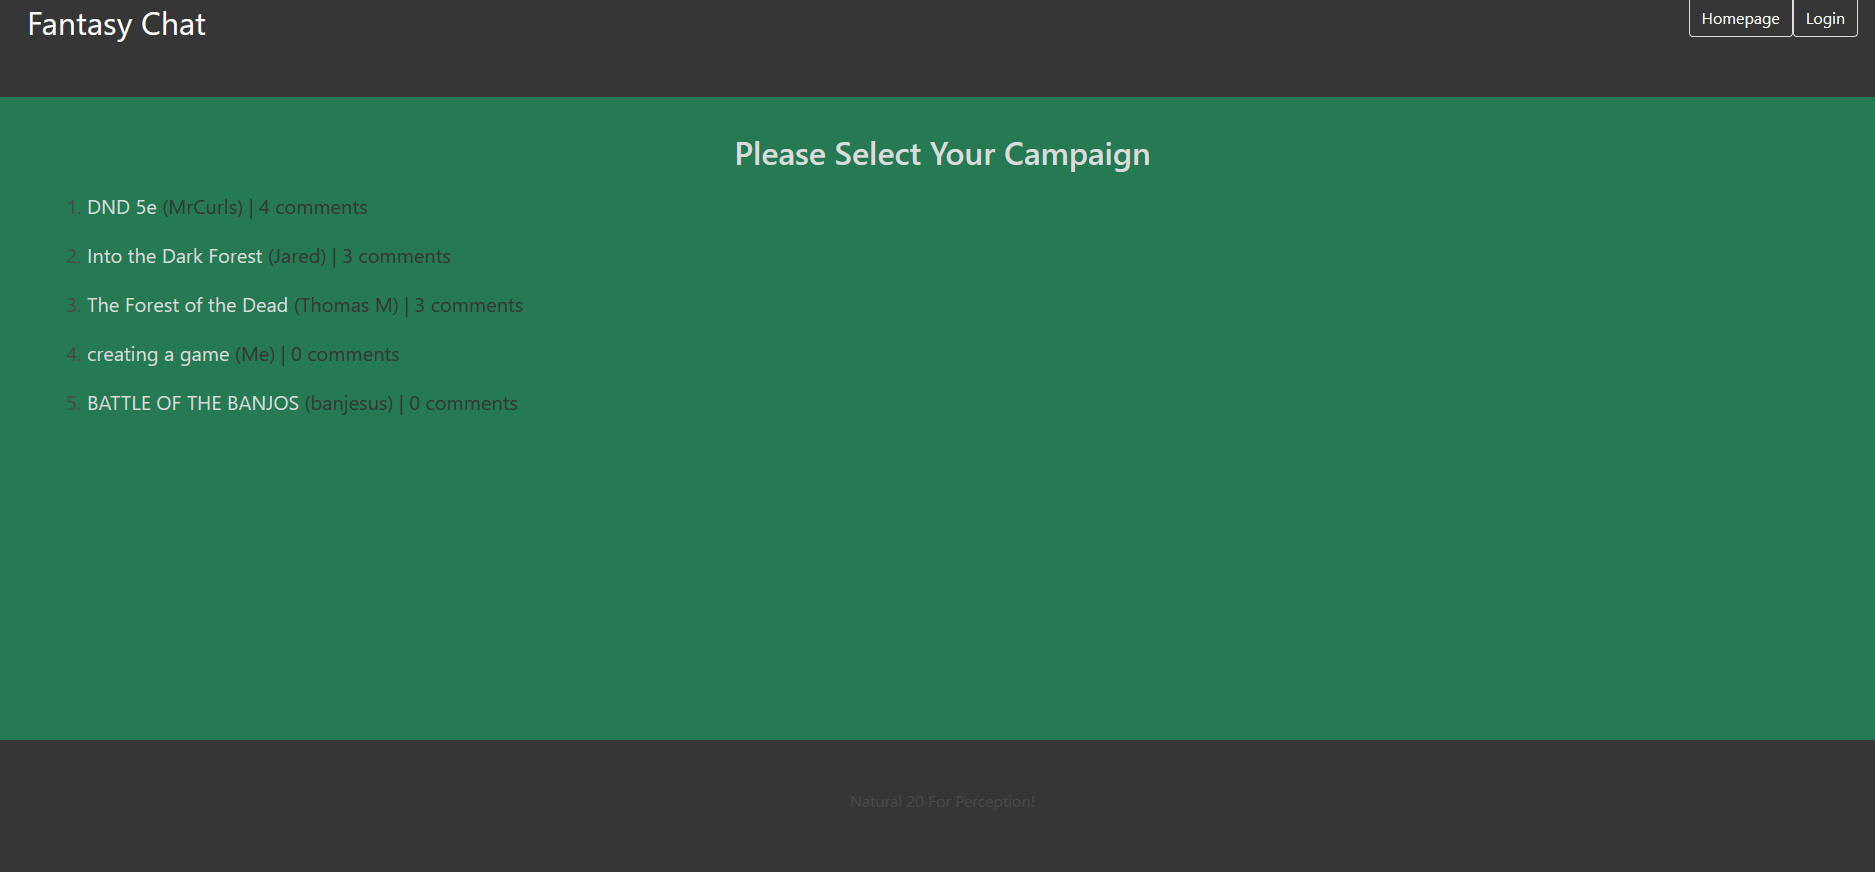 Fantasy Chat
Homepage
Login
Please Select Your Campaign
1. DND 5e (MrCurls) | 4 comments
2. Into the Dark Forest (Jared) | 3 comments
3. The Forest of the Dead (Thomas M) | 3 comments
4. creating a game (Me) | 0 comments
5. BATTLE OF THE BANJOS (banjesus) | 0 comments
Natural 20 For Perception!